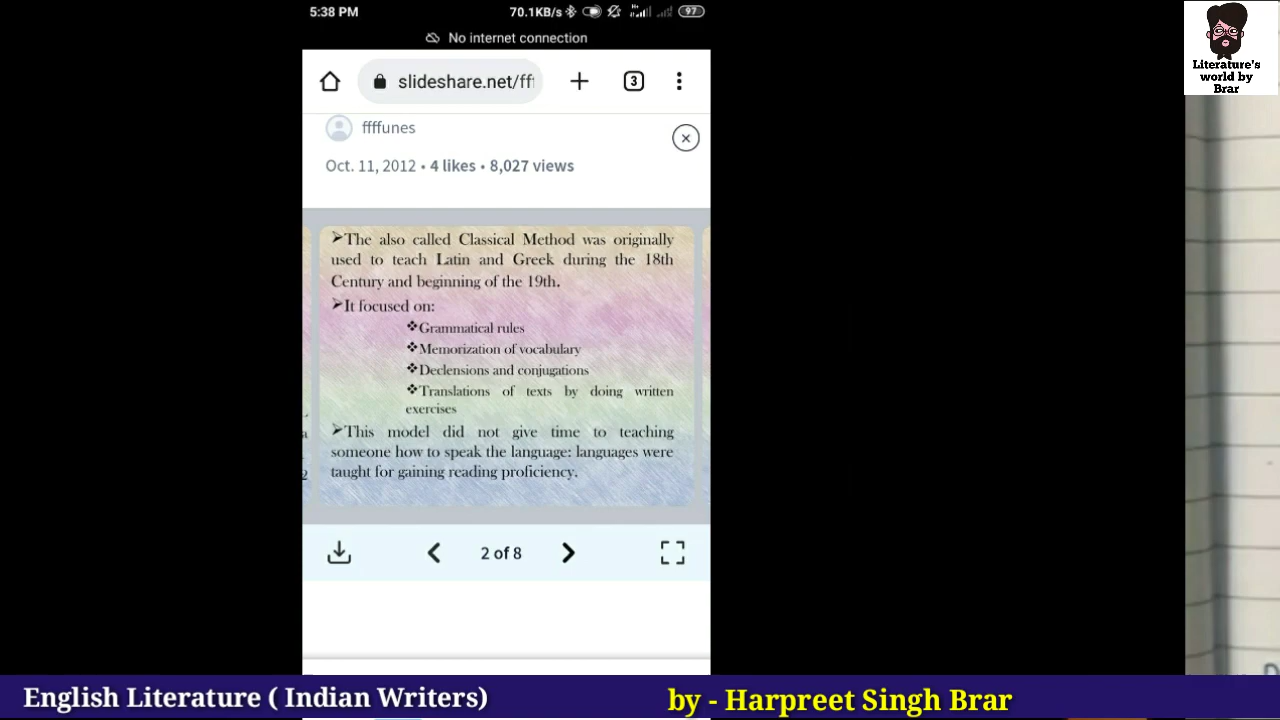 5:38 PM
70.1KB/s
97
No internet connection
slideshare.net/fff
3
ffffunes
Oct. 11, 2012 • 4 likes • 8,027 views
➢The also called Classical Method was originally
used to teach Latin and Greek during the 18th
Century and beginning of the 19th.
➢It focused on:
❖Grammatical rules
❖Memorization of vocabulary
❖Declensions and conjugations
❖Translations of texts by doing written
exercises
➢This model did not give time to teaching
someone how to speak the language: languages were
taught for gaining reading proficiency.
2 of 8
Literature's
world by
Brar
English Literature ( Indian Writers)
by - Harpreet Singh Brar